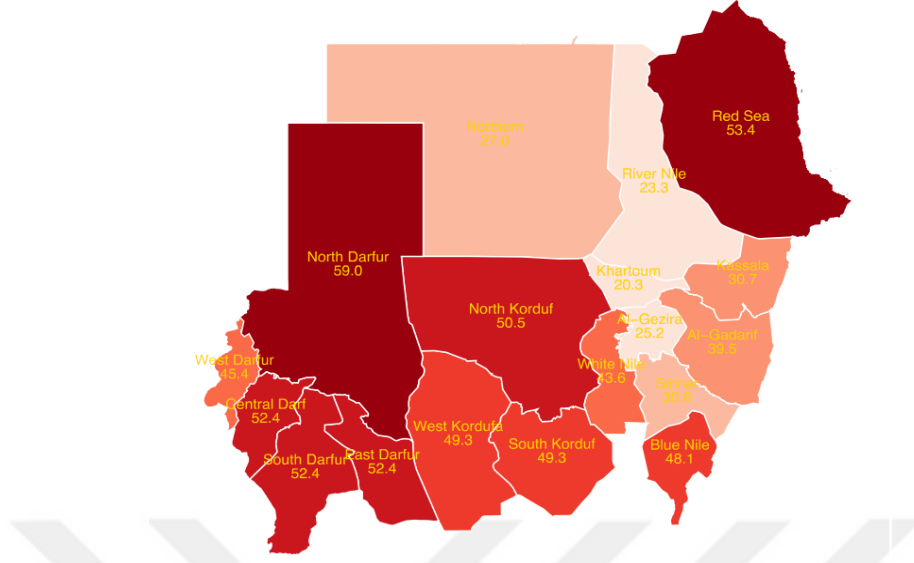 Red Sea
53.4
Northern
27.0
River Nile
23.3
North Darfur
59.0
Khartoum
20.3
Kassala
30.7
North Korduf
50.5
Al-Gezira
25.2
Al-Gadarif
39.5
West Darfur
45.4
White Nile
43.6
Sinnar
30.6
Central Darf
52.4
West Kordufa
49.3
South Korduf
49.3
Blue Nile
48.1
South Darfur
52.4
East Darfur
52.4